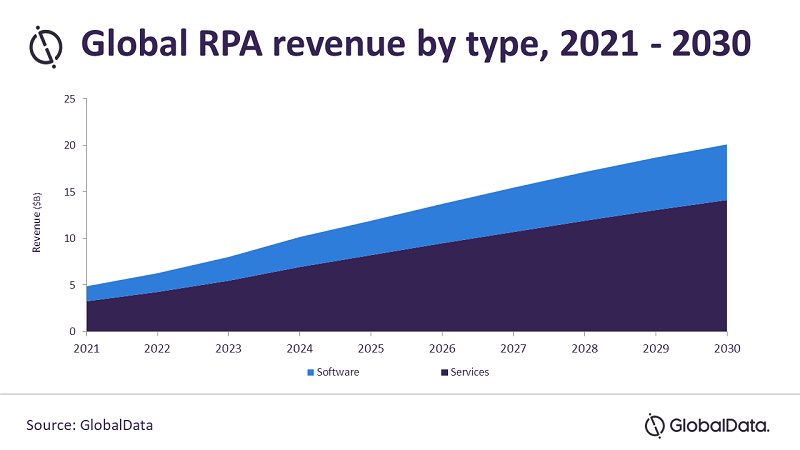 Global RPA revenue by type, 2021 - 2030
25
20
15
10
5
0
Revenue ($B)
2021 2022 2023 2024 2025 2026 2027 2028 2029 2030
Software Services
Source: GlobalData
GlobalData.